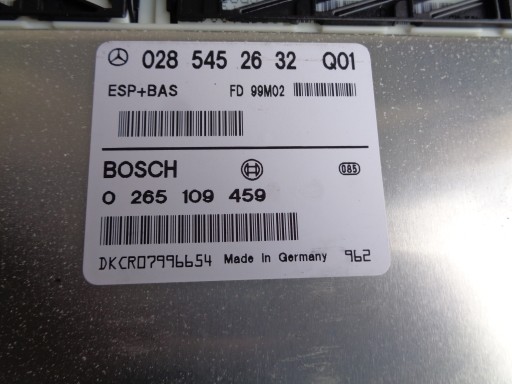 028 545 26 32 Q01
ESP+BAS FD 99M02
BOSCH 085
0 265 109 459
DKCR07996654 Made in Germany 962